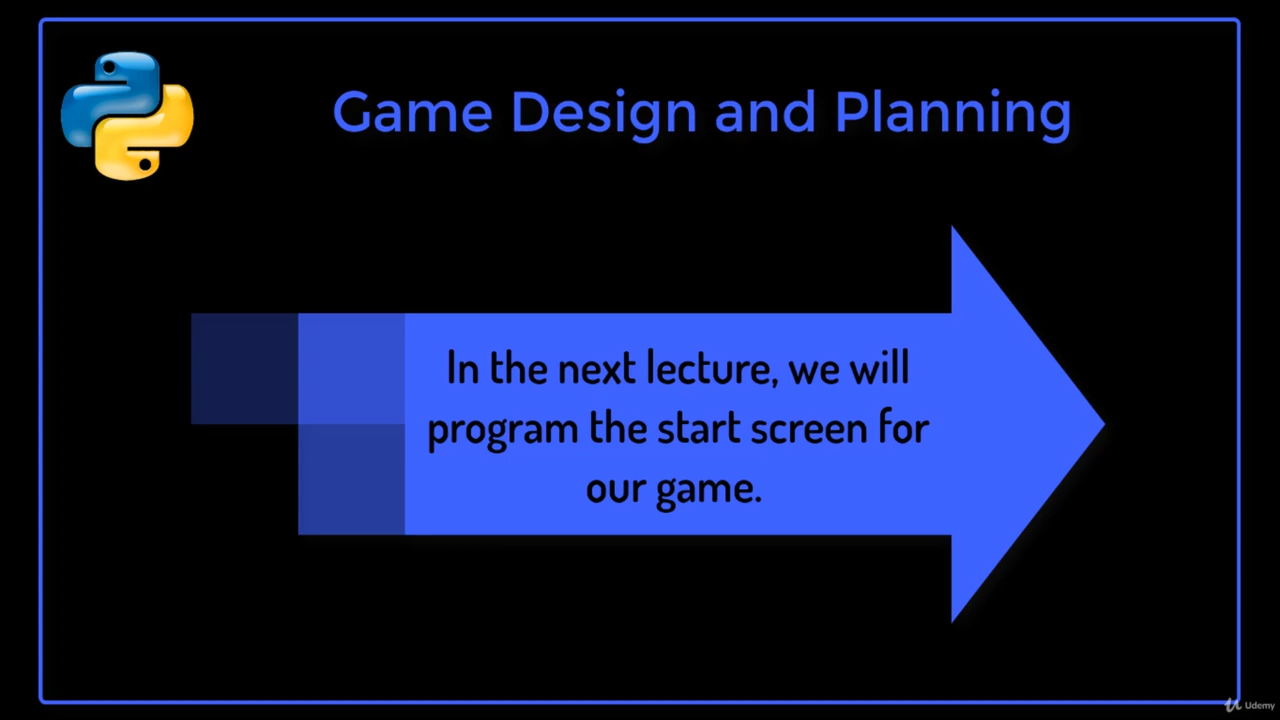 Game Design and Planning
In the next lecture, we will
program the start screen for
our game.
Udemy